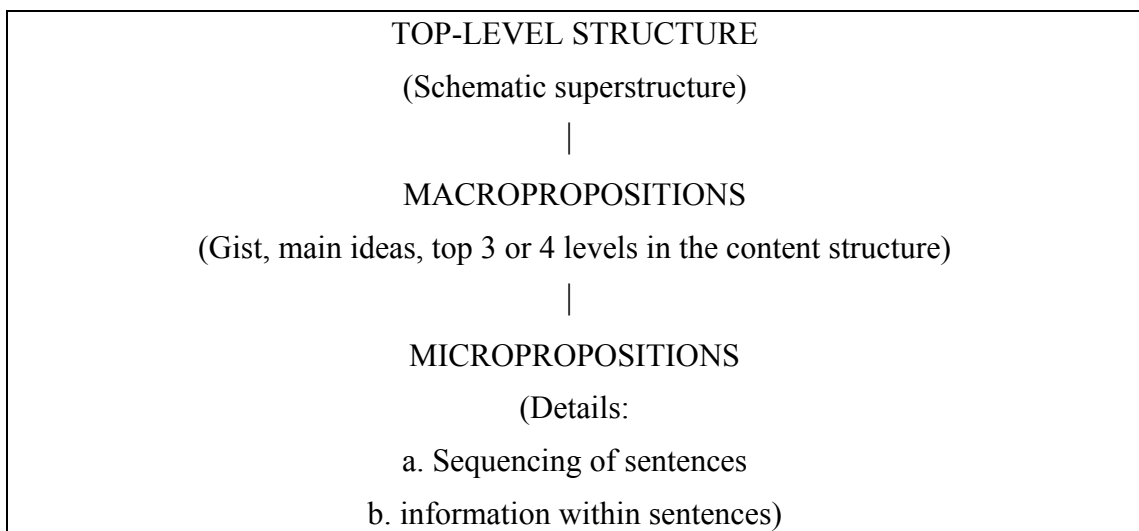 TOP-LEVEL STRUCTURE
(Schematic superstructure)
|
MACROPROPOSITIONS
(Gist, main ideas, top 3 or 4 levels in the content structure)
|
MICROPROPOSITIONS
(Details:
a. Sequencing of sentences
b. information within sentences)